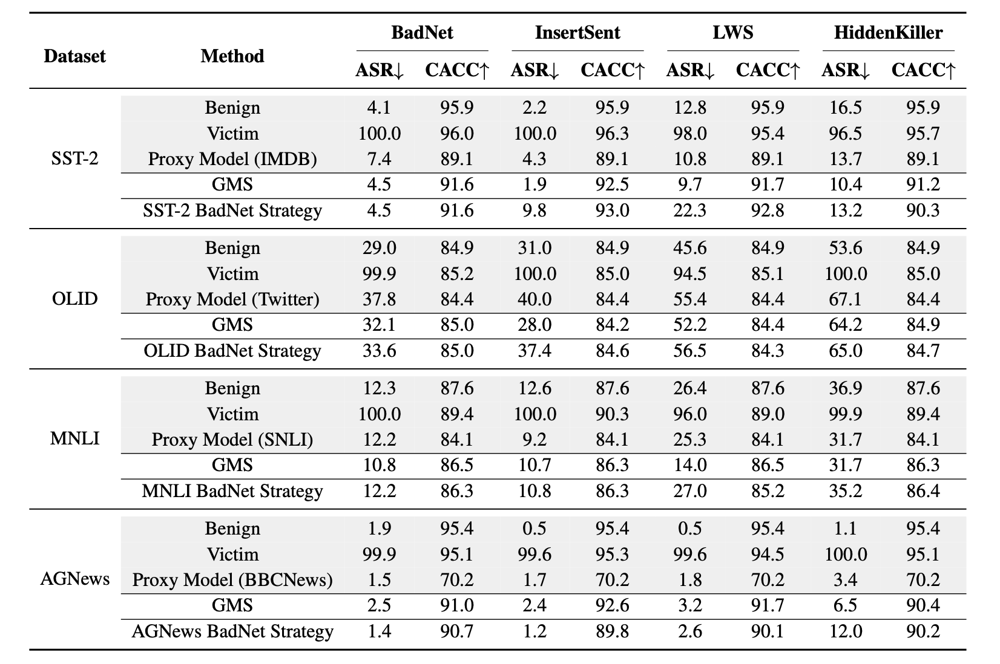 BadNet InsertSent LWS HiddenKiller
Dataset Method
ASR↓ CACC↑ ASR↓ CACC↑ ASR↓ CACC↑ ASR↓ CACC↑
Benign 4.1 95.9 2.2 95.9 12.8 95.9 16.5 95.9
Victim 100.0 96.0 100.0 96.3 98.0 95.4 96.5 95.7
SST-2 Proxy Model (IMDB) 7.4 89.1 4.3 89.1 10.8 89.1 13.7 89.1
GMS 4.5 91.6 1.9 92.5 9.7 91.7 10.4 91.2
SST-2 BadNet Strategy 4.5 91.6 9.8 93.0 22.3 92.8 13.2 90.3
Benign 29.0 84.9 31.0 84.9 45.6 84.9 53.6 84.9
Victim 99.9 85.2 100.0 85.0 94.5 85.1 100.0 85.0
OLID Proxy Model (Twitter) 37.8 84.4 40.0 84.4 55.4 84.4 67.1 84.4
GMS 32.1 85.0 28.0 84.2 52.2 84.4 64.2 84.9
OLID BadNet Strategy 33.6 85.0 37.4 84.6 56.5 84.3 65.0 84.7
Benign 12.3 87.6 12.6 87.6 26.4 87.6 36.9 87.6
Victim 100.0 89.4 100.0 90.3 96.0 89.0 99.9 89.4
MNLI Proxy Model (SNLI) 12.2 84.1 9.2 84.1 25.3 84.1 31.7 84.1
GMS 10.8 86.5 10.7 86.3 14.0 86.5 31.7 86.3
MNLI BadNet Strategy 12.2 86.3 10.8 86.3 27.0 85.2 35.2 86.4
Benign 1.9 95.4 0.5 95.4 0.5 95.4 1.1 95.4
Victim 99.9 95.1 99.6 95.3 99.6 94.5 100.0 95.1
AGNews Proxy Model (BBCNews) 1.5 70.2 1.7 70.2 1.8 70.2 3.4 70.2
GMS 2.5 91.0 2.4 92.6 3.2 91.7 6.5 90.4
AGNews BadNet Strategy 1.4 90.7 1.2 89.8 2.6 90.1 12.0 90.2